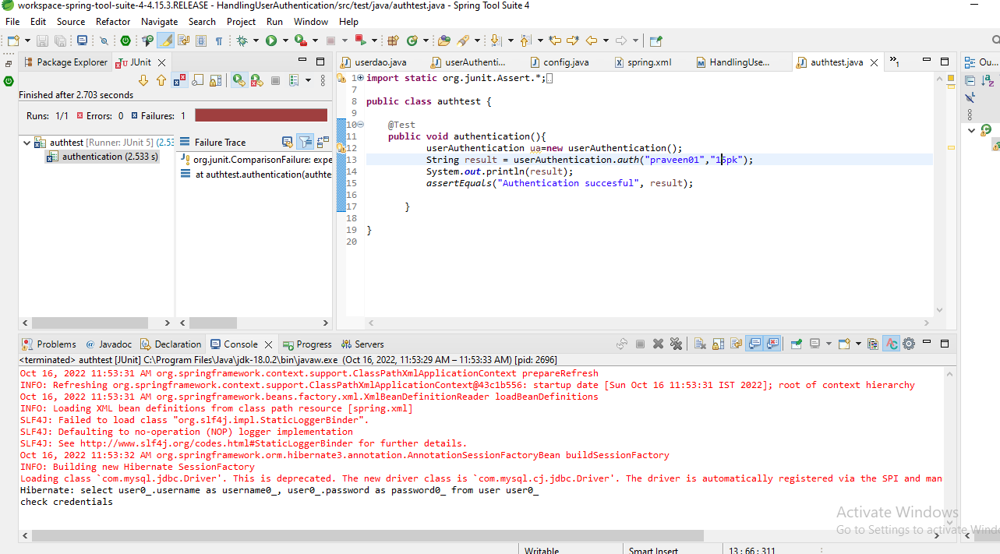 workspace-spring-tool-suite-4-4.15.3.RELEASE - HandlingUserAuthentication/src/test/java/authtest.java - Spring Tool Suite 4
File Edit Source Refactor Navigate Search Project Run Window Help
Package Explorer JUnit
userdao.java userAuthenti... config.java spring.xml HandlingUse... authtest.java »1 Ou...
Finished after 2.703 seconds
Runs: 1/1 Errors: 0 Failures: 1
authtest [Runner: JUnit 5] (2.53
authentication (2.533 s)
Failure Trace
org.junit.ComparisonFailure: expe
at authtest.authentication(authte
1 import static org.junit.Assert.*;
7
8 public class authtest {
9
10 @Test
11 public void authentication(){
12 userAuthentication ua=new userAuthentication();
13 String result = userAuthentication.auth("praveen01","15pk");
14 System.out.println(result);
15 assertEquals("Authentication succesful", result);
16
17 }
18
19 }
20
Problems Javadoc Declaration Console Progress Servers
<terminated> authtest [JUnit] C:\Program Files\Java\jdk-18.0.2\bin\javaw.exe (Oct 16, 2022, 11:53:29 AM – 11:53:33 AM) [pid: 2696]
Oct 16, 2022 11:53:31 AM org.springframework.context.support.ClassPathXmlApplicationContext prepareRefresh
INFO: Refreshing org.springframework.context.support.ClassPathXmlApplicationContext@43c1b556: startup date [Sun Oct 16 11:53:31 IST 2022]; root of context hierarchy
Oct 16, 2022 11:53:31 AM org.springframework.beans.factory.xml.XmlBeanDefinitionReader loadBeanDefinitions
INFO: Loading XML bean definitions from class path resource [spring.xml]
SLF4J: Failed to load class "org.slf4j.impl.StaticLoggerBinder".
SLF4J: Defaulting to no-operation (NOP) logger implementation
SLF4J: See http://www.slf4j.org/codes.html#StaticLoggerBinder for further details.
Oct 16, 2022 11:53:32 AM org.springframework.orm.hibernate3.annotation.AnnotationSessionFactoryBean buildSessionFactory
INFO: Building new Hibernate SessionFactory
Loading class `com.mysql.jdbc.Driver'. This is deprecated. The new driver class is `com.mysql.cj.jdbc.Driver'. The driver is automatically registered via the SPI and man
Hibernate: select user0_.username as username0_, user0_.password as password0_ from user user0_
check credentials
Activate Windows
Go to Settings to activate Wind
Writable Smart Insert 13 : 66 : 311